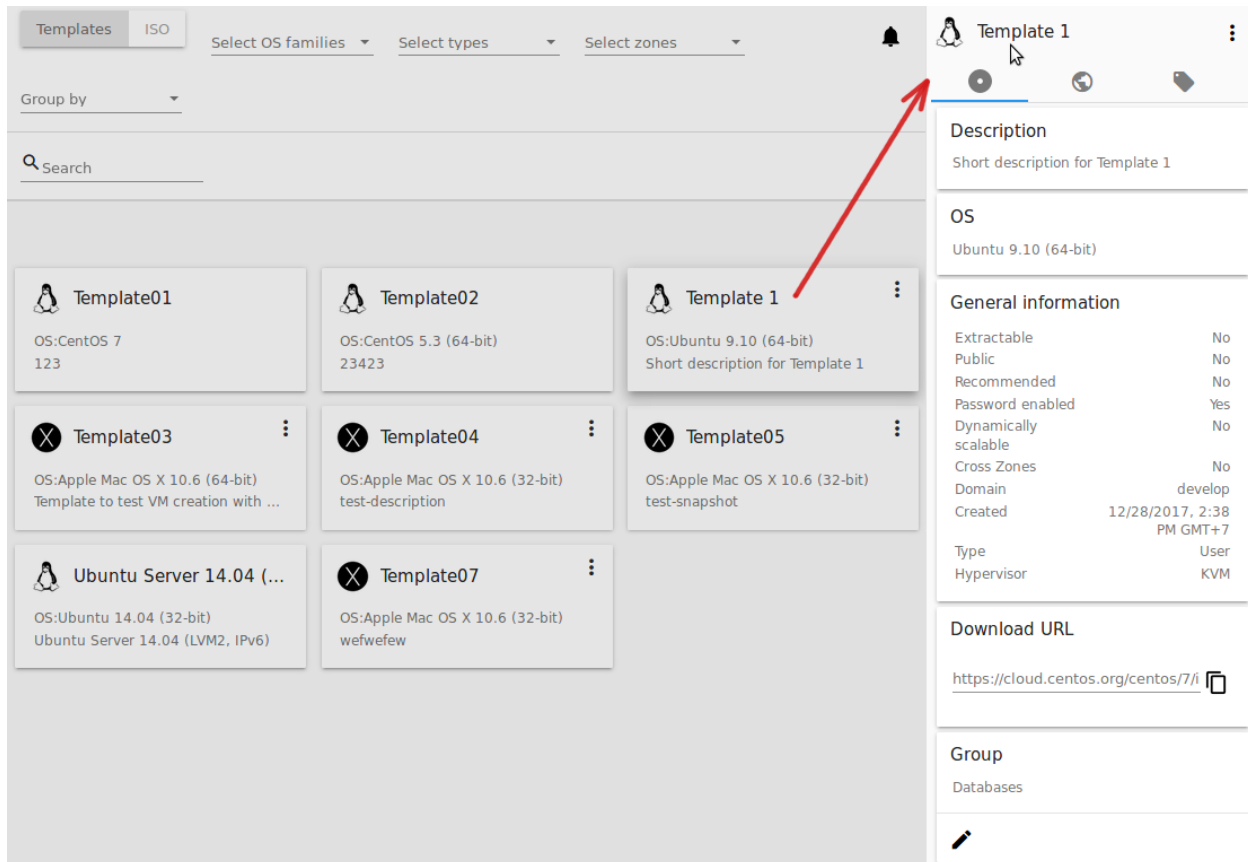 Templates
ISO
Select OS families
Select types
Select zones
Group by
Search
Template01
OS:CentOS 7
123
Template02
OS:CentOS 5.3 (64-bit)
23423
Template 1
OS:Ubuntu 9.10 (64-bit)
Short description for Template 1
Template03
OS:Apple Mac OS X 10.6 (64-bit)
Template to test VM creation with ...
Template04
OS:Apple Mac OS X 10.6 (32-bit)
test-description
Template05
OS:Apple Mac OS X 10.6 (32-bit)
test-snapshot
Ubuntu Server 14.04 (...
OS:Ubuntu 14.04 (32-bit)
Ubuntu Server 14.04 (LVM2, IPv6)
Template07
OS:Apple Mac OS X 10.6 (32-bit)
wefwefew
Template 1
Description
Short description for Template 1
OS
Ubuntu 9.10 (64-bit)
General information
Extractable No
Public No
Recommended No
Password enabled Yes
Dynamically No
scalable
Cross Zones No
Domain develop
Created 12/28/2017, 2:38
PM GMT+7
Type User
Hypervisor KVM
Download URL
https://cloud.centos.org/centos/7/i
Group
Databases